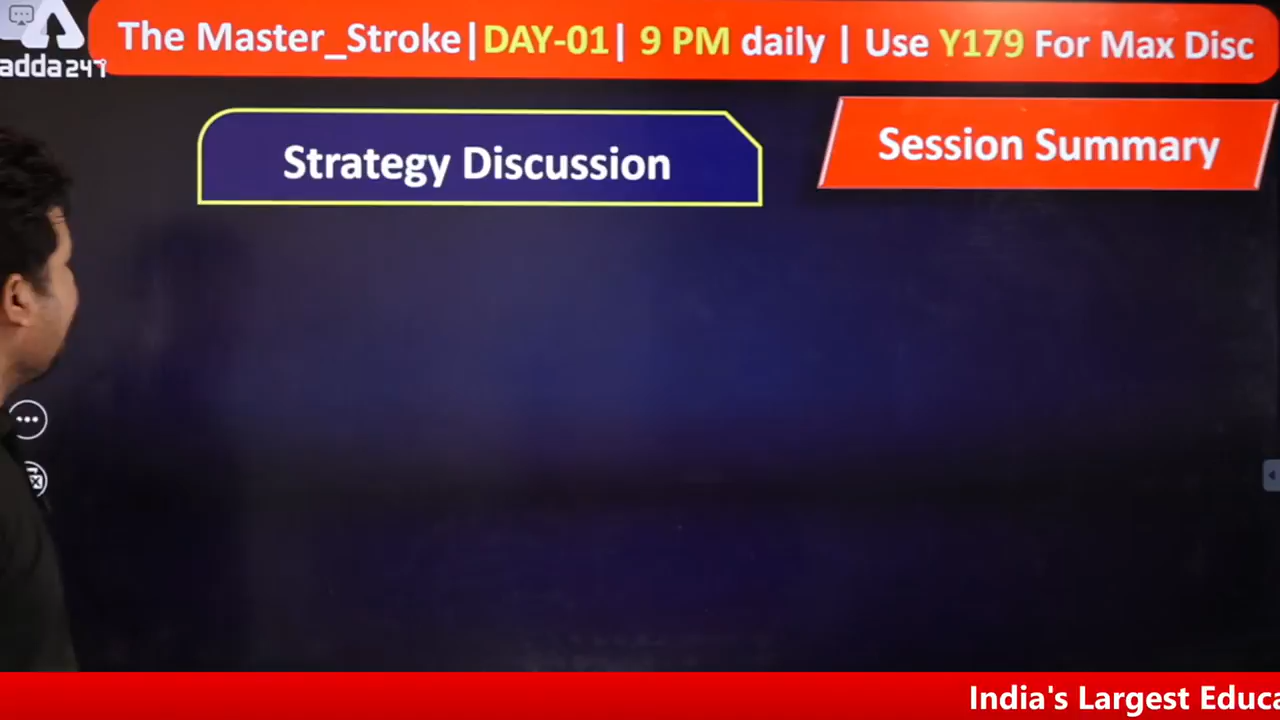 The Master_Stroke|DAY-01| 9 PM daily | Use Y179 For Max Disc
adda247
Strategy Discussion
Session Summary
India's Largest Educa